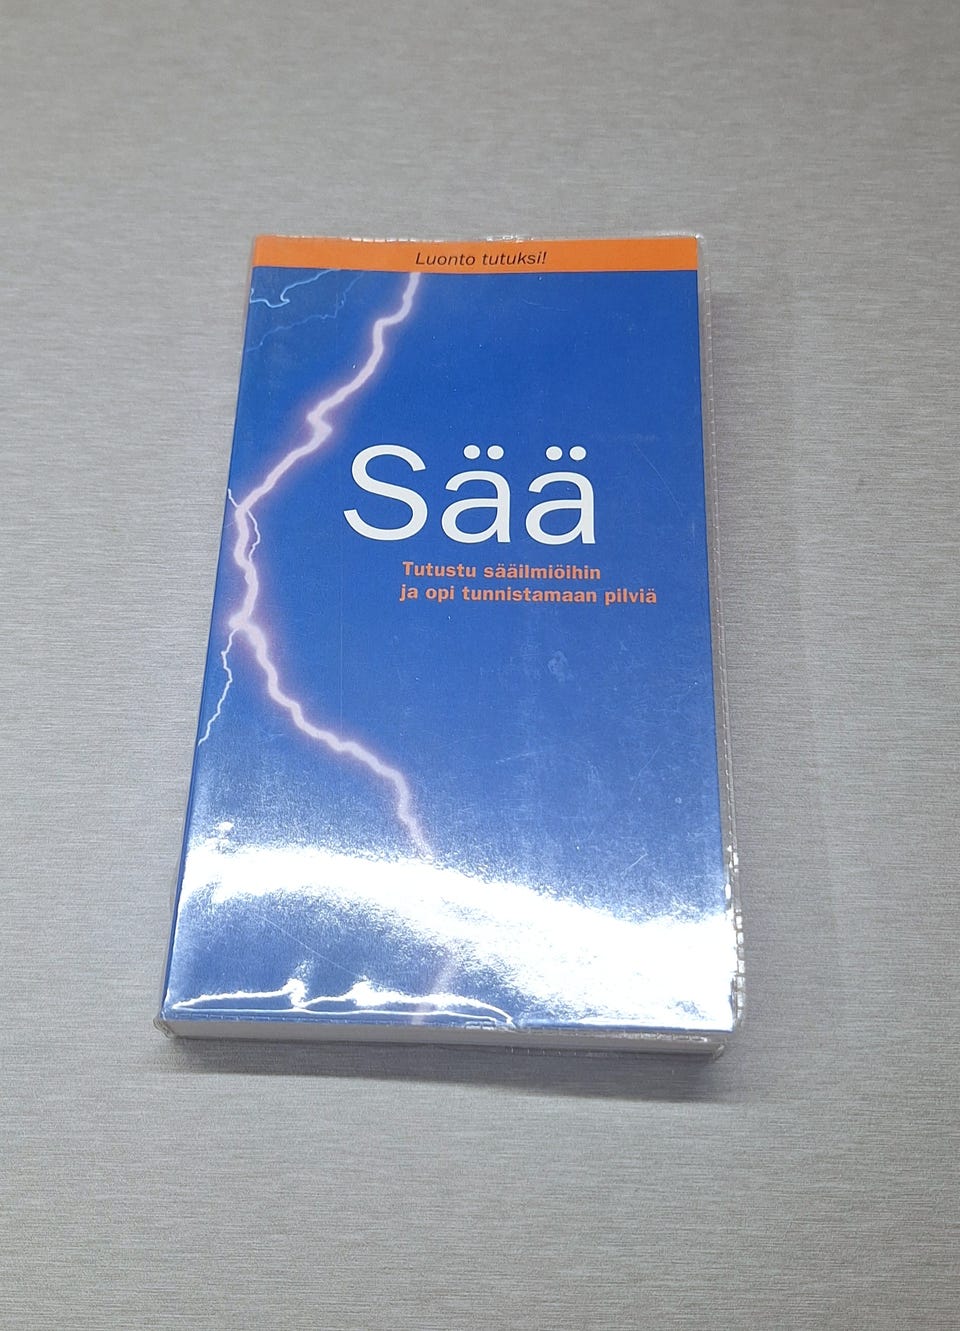 Luonto tutuksi!
Sää
Tutustu sääilmiöihin
ja opi tunnistamaan pilviä